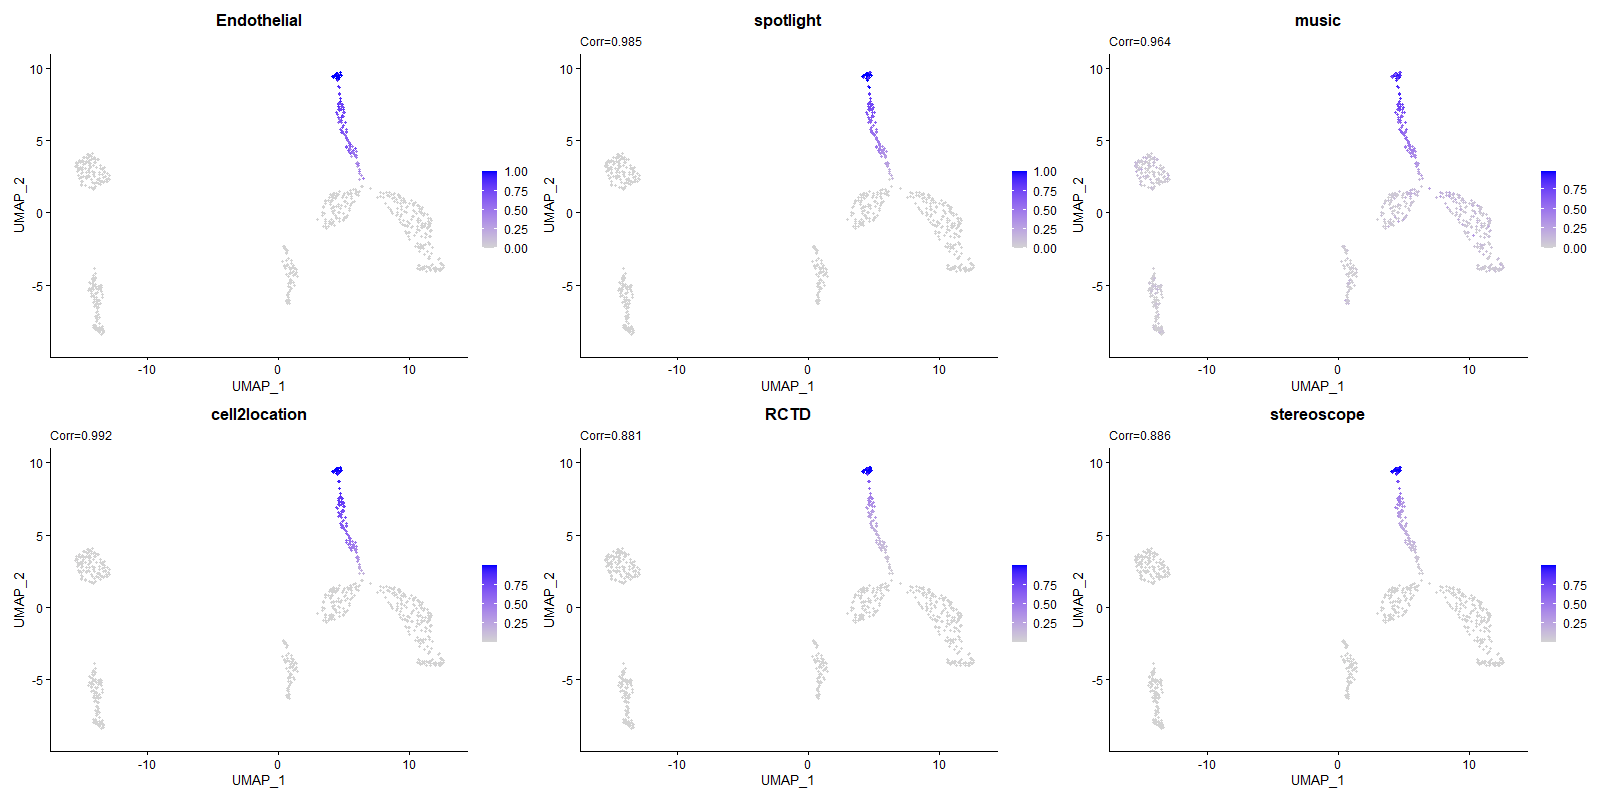 Endothelial
UMAP_2
10
5
0
-5
-10
0
10
UMAP_1
1.00
0.75
0.50
0.25
0.00
spotlight
Corr=0.985
UMAP_2
10
5
0
-5
-10
0
10
UMAP_1
1.00
0.75
0.50
0.25
0.00
music
Corr=0.964
UMAP_2
10
5
0
-5
-10
0
10
UMAP_1
0.75
0.50
0.25
0.00
cell2location
Corr=0.992
UMAP_2
10
5
0
-5
-10
0
10
UMAP_1
0.75
0.50
0.25
RCTD
Corr=0.881
UMAP_2
10
5
0
-5
-10
0
10
UMAP_1
0.75
0.50
0.25
stereoscope
Corr=0.886
UMAP_2
10
5
0
-5
-10
0
10
UMAP_1
0.75
0.50
0.25